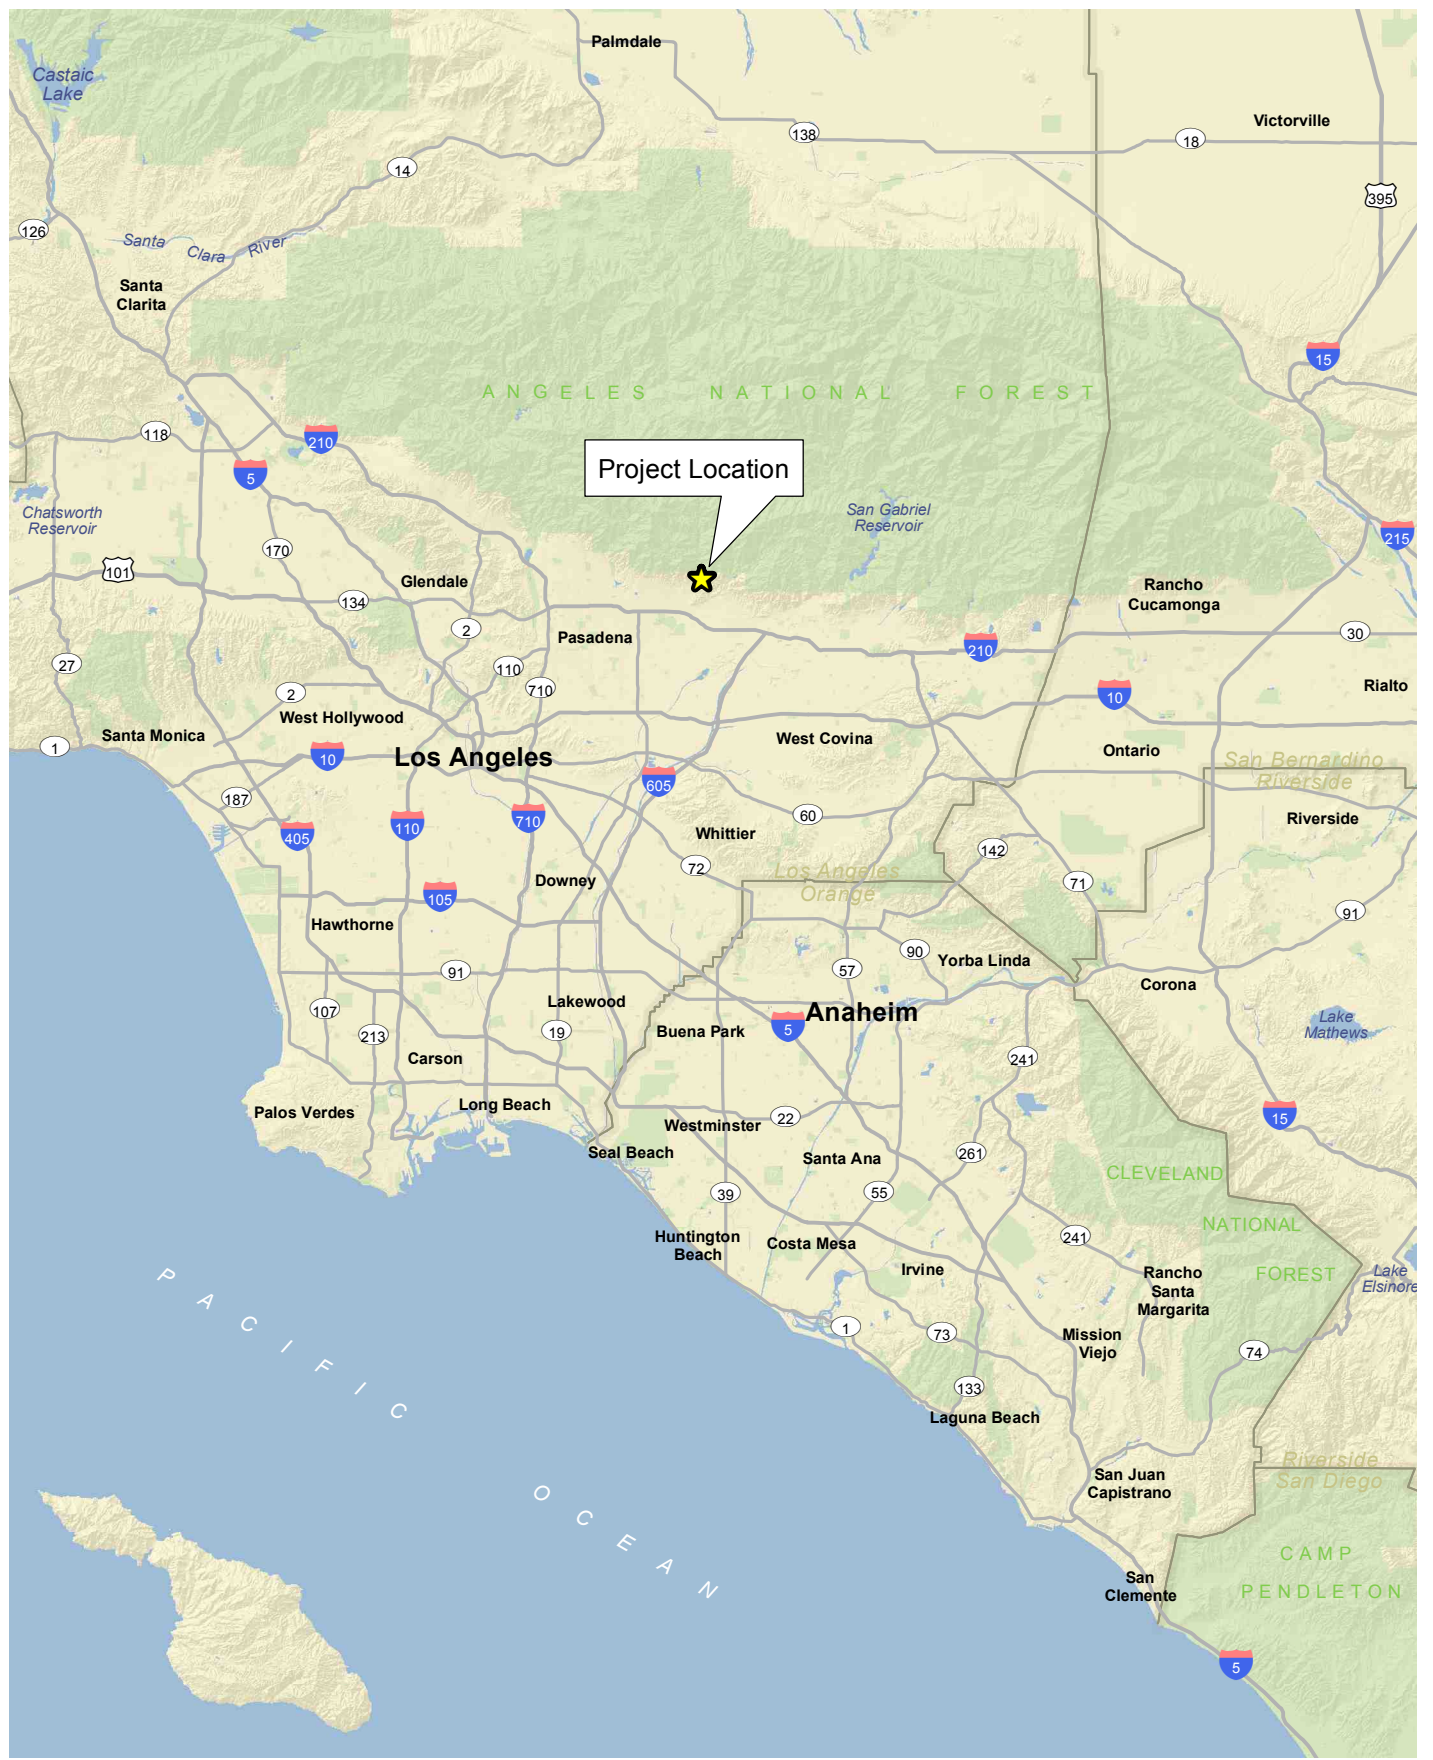 Palmdale
Castaic
Lake
Victorville
138
18
14
395
126
Santa Clara River
Santa
Clarita
15
ANGELES NATIONAL FOREST
118
210
5
Project Location
Chatsworth
Reservoir
San Gabriel
Reservoir
215
170
101
Glendale
134
Rancho
Cucamonga
2
Pasadena
30
210
27
110
710
2
10
Rialto
West Hollywood
Santa Monica
1
10
Los Angeles
West Covina
Ontario
San Bernardino
Riverside
605
187
60
110
710
405
Whittier
Riverside
142
72
Los Angeles
Orange
Downey
71
105
91
Hawthorne
90
Yorba Linda
91
57
Corona
Lakewood
107
Anaheim
Lake
Mathews
19
Buena Park
5
213
Carson
241
Palos Verdes
Long Beach
15
22
Westminster
Seal Beach
Santa Ana
261
CLEVELAND
NATIONAL
FOREST
39
55
Huntington
Beach
Costa Mesa
241
Irvine
Rancho
Santa
Margarita
Lake
Elsinore
1
73
Mission
Viejo
74
133
Laguna Beach
PACIFIC
OCEAN
San Juan
Capistrano
Riverside
San Diego
CAMP
PENDLETON
San
Clemente
5